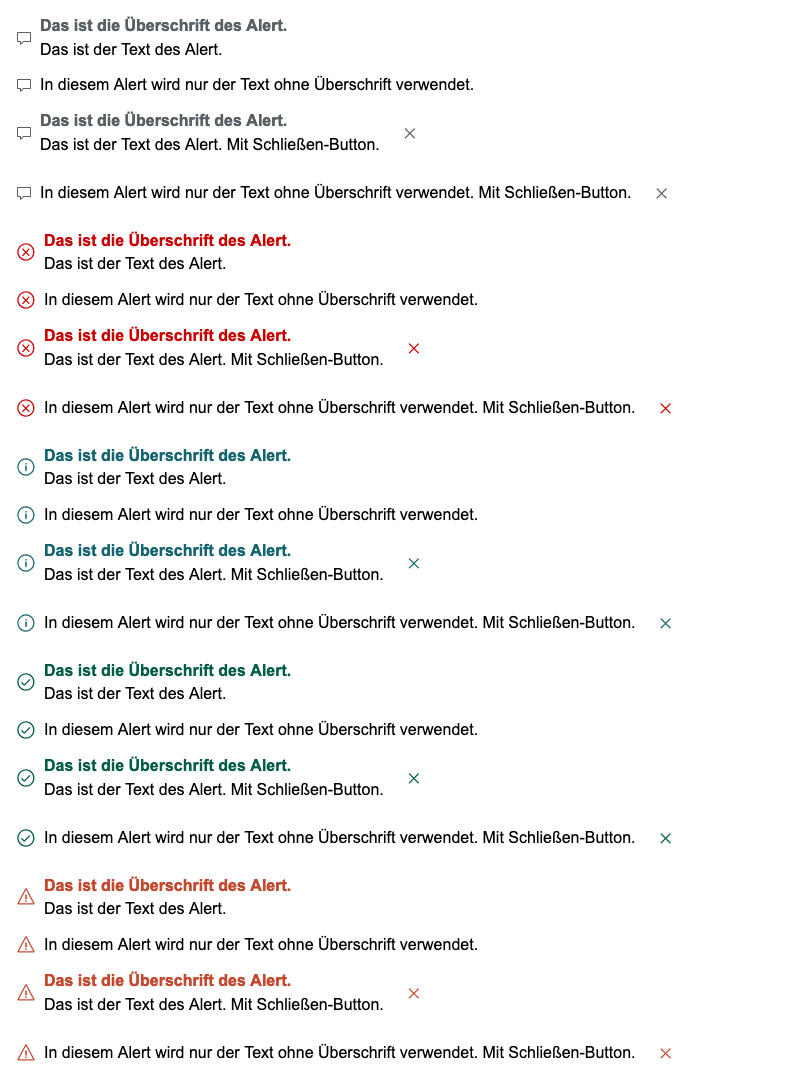 Das ist die Überschrift des Alert.
Das ist der Text des Alert.
In diesem Alert wird nur der Text ohne Überschrift verwendet.
Das ist die Überschrift des Alert.
Das ist der Text des Alert. Mit Schließen-Button.
In diesem Alert wird nur der Text ohne Überschrift verwendet. Mit Schließen-Button.
Das ist die Überschrift des Alert.
Das ist der Text des Alert.
In diesem Alert wird nur der Text ohne Überschrift verwendet.
Das ist die Überschrift des Alert.
Das ist der Text des Alert. Mit Schließen-Button.
In diesem Alert wird nur der Text ohne Überschrift verwendet. Mit Schließen-Button.
Das ist die Überschrift des Alert.
Das ist der Text des Alert.
In diesem Alert wird nur der Text ohne Überschrift verwendet.
Das ist die Überschrift des Alert.
Das ist der Text des Alert. Mit Schließen-Button.
In diesem Alert wird nur der Text ohne Überschrift verwendet. Mit Schließen-Button.
Das ist die Überschrift des Alert.
Das ist der Text des Alert.
In diesem Alert wird nur der Text ohne Überschrift verwendet.
Das ist die Überschrift des Alert.
Das ist der Text des Alert. Mit Schließen-Button.
In diesem Alert wird nur der Text ohne Überschrift verwendet. Mit Schließen-Button.
Das ist die Überschrift des Alert.
Das ist der Text des Alert.
In diesem Alert wird nur der Text ohne Überschrift verwendet.
Das ist die Überschrift des Alert.
Das ist der Text des Alert. Mit Schließen-Button.
In diesem Alert wird nur der Text ohne Überschrift verwendet. Mit Schließen-Button.